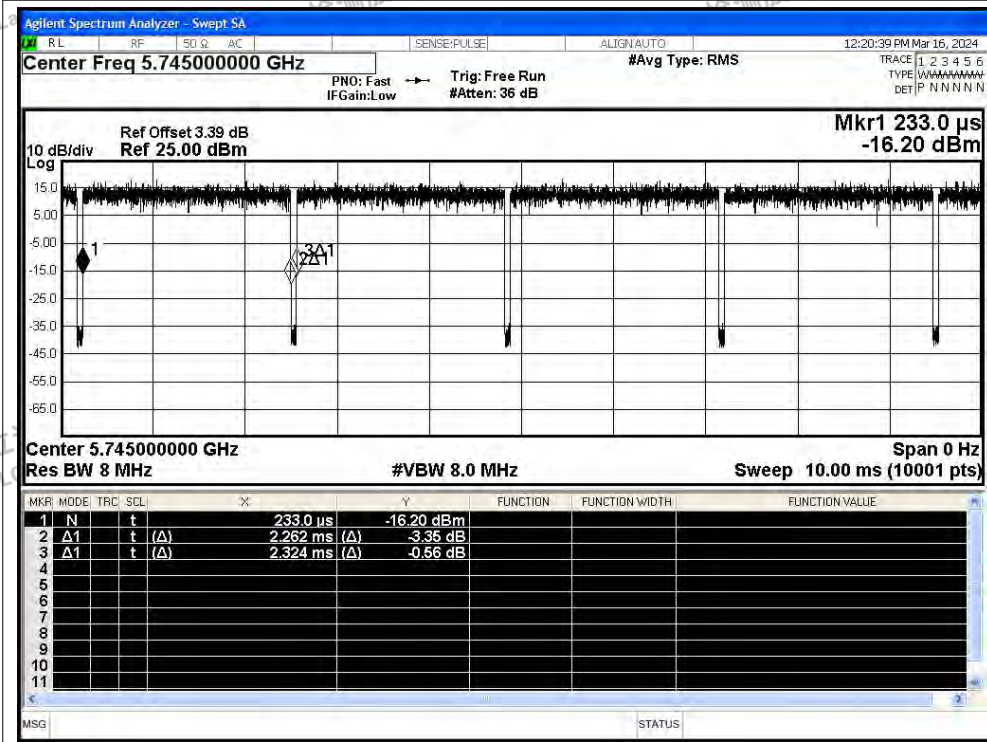 Agilent Spectrum Analyzer - Swept SA
RL RF 50 Ω AC SENSE:PULSE ALIGN AUTO 12:20:39 PM Mar 16, 2024
Center Freq 5.745000000 GHz #Avg Type: RMS TRACE 1 2 3 4 5 6
PNO: Fast Trig: Free Run TYPE
IFGain:Low #Atten: 36 dB DET P N N N N N
Mkr1 233.0 µs
Ref Offset 3.39 dB
10 dB/div Ref 25.00 dBm -16.20 dBm
Log
15.0
5.00
-5.00
1 3Δ1
2Δ1
-15.0
-25.0
-35.0
-45.0
-55.0
-65.0
Center 5.745000000 GHz Span 0 Hz
Res BW 8 MHz #VBW 8.0 MHz Sweep 10.00 ms (10001 pts)
MKR MODE TRC SCL X Y FUNCTION FUNCTION WIDTH FUNCTION VALUE
1 N t 233.0 µs -16.20 dBm
2 Δ1 t (Δ) 2.262 ms (Δ) -3.35 dB
3 Δ1 t (Δ) 2.324 ms (Δ) -0.56 dB
4
5
6
7
8
9
10
11
MSG STATUS